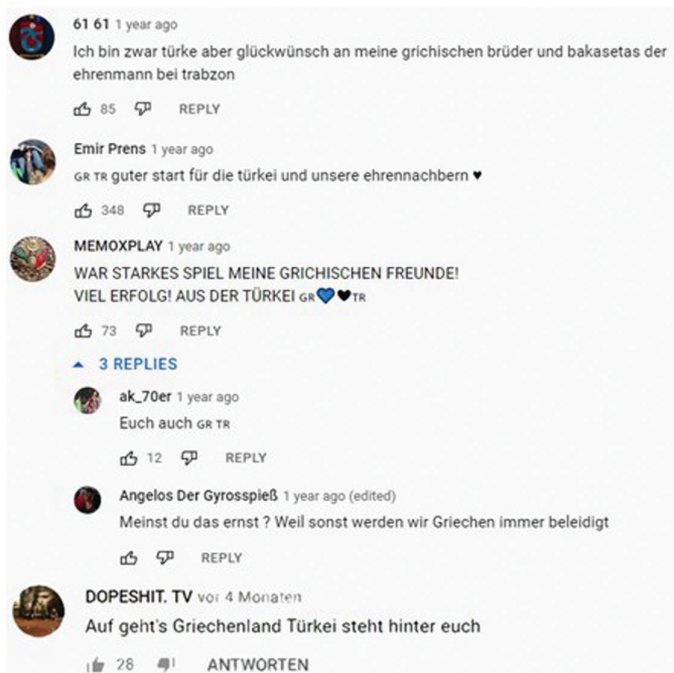 61 61 1 year ago
Ich bin zwar türke aber glückwünsch an meine grichischen brüder und bakasetas der
ehrenmann bei trabzon
85 REPLY
Emir Prens 1 year ago
GR TR guter start für die türkei und unsere ehrennachbern ♥
348 REPLY
MEMOXPLAY 1 year ago
WAR STARKES SPIEL MEINE GRICHISCHEN FREUNDE!
VIEL ERFOLG! AUS DER TÜRKEI GR💙🖤TR
73 REPLY
3 REPLIES
ak_70er 1 year ago
Euch auch GR TR
12 REPLY
Angelos Der Gyrosspieß 1 year ago (edited)
Meinst du das ernst ? Weil sonst werden wir Griechen immer beleidigt
REPLY
DOPESHIT. TV vor 4 Monaten
Auf geht's Griechenland Türkei steht hinter euch
28 ANTWORTEN